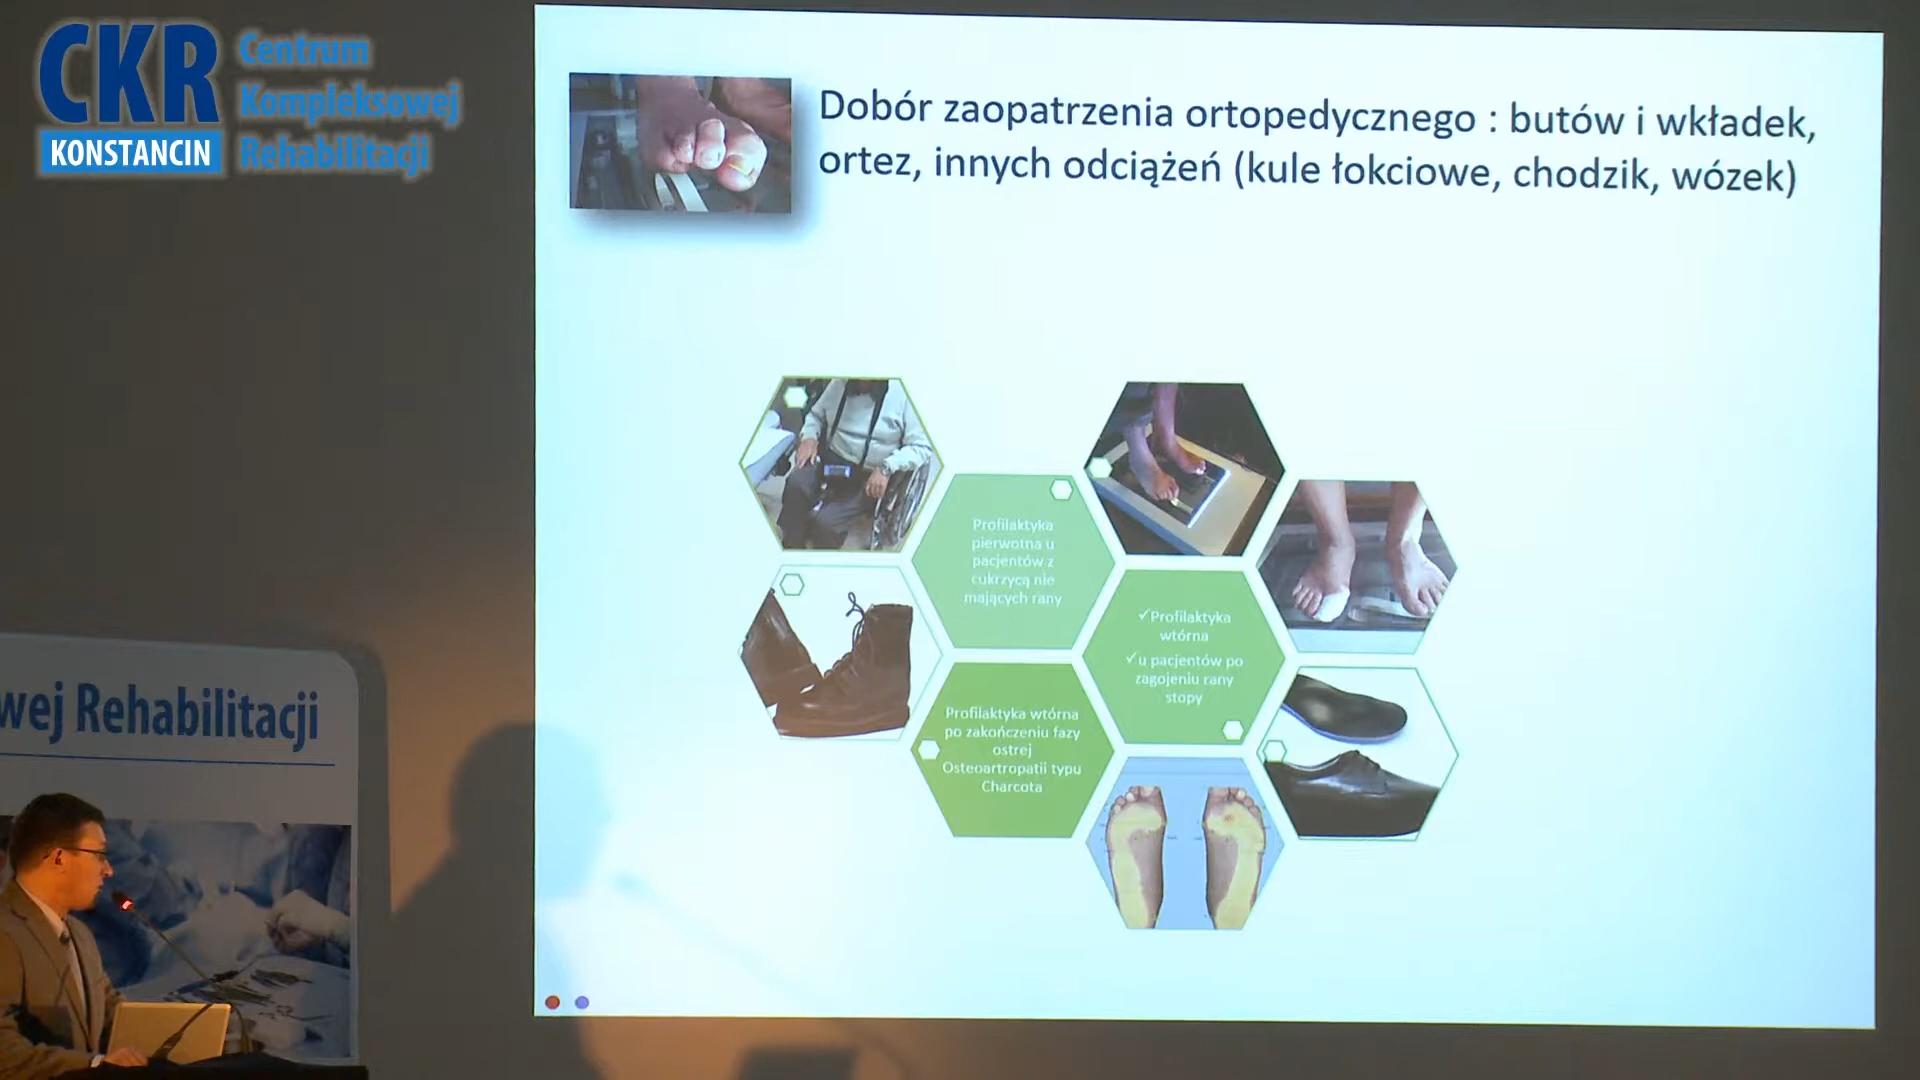 CKR
KONSTANCIN
Centrum
Kompleksowej
Rehabilitacji
Dobór zaopatrzenia ortopedycznego : butów i wkładek,
ortez, innych odciążeń (kule łokciowe, chodzik, wózek)
Profilaktyka
pierwotna u
pacjentów z
cukrzycą nie
mających rany
✓Profilaktyka
wtórna
✓u pacjentów po
zagojeniu rany
stopy
Profilaktyka wtórna
po zakończeniu fazy
ostrej
Osteoartropatii typu
Charcota
wej Rehabilitacji